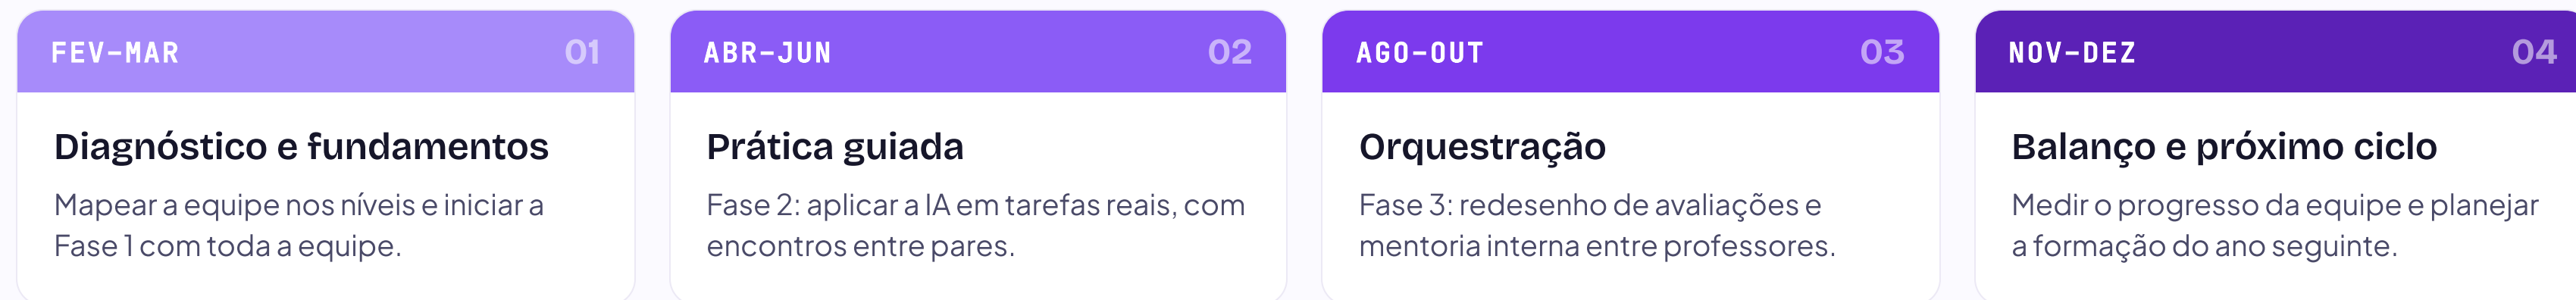 FEV–MAR 01
Diagnóstico e fundamentos
Mapear a equipe nos níveis e iniciar a
Fase 1 com toda a equipe.
ABR–JUN 02
Prática guiada
Fase 2: aplicar a IA em tarefas reais, com
encontros entre pares.
AGO–OUT 03
Orquestração
Fase 3: redesenho de avaliações e
mentoria interna entre professores.
NOV–DEZ 04
Balanço e próximo ciclo
Medir o progresso da equipe e planejar
a formação do ano seguinte.